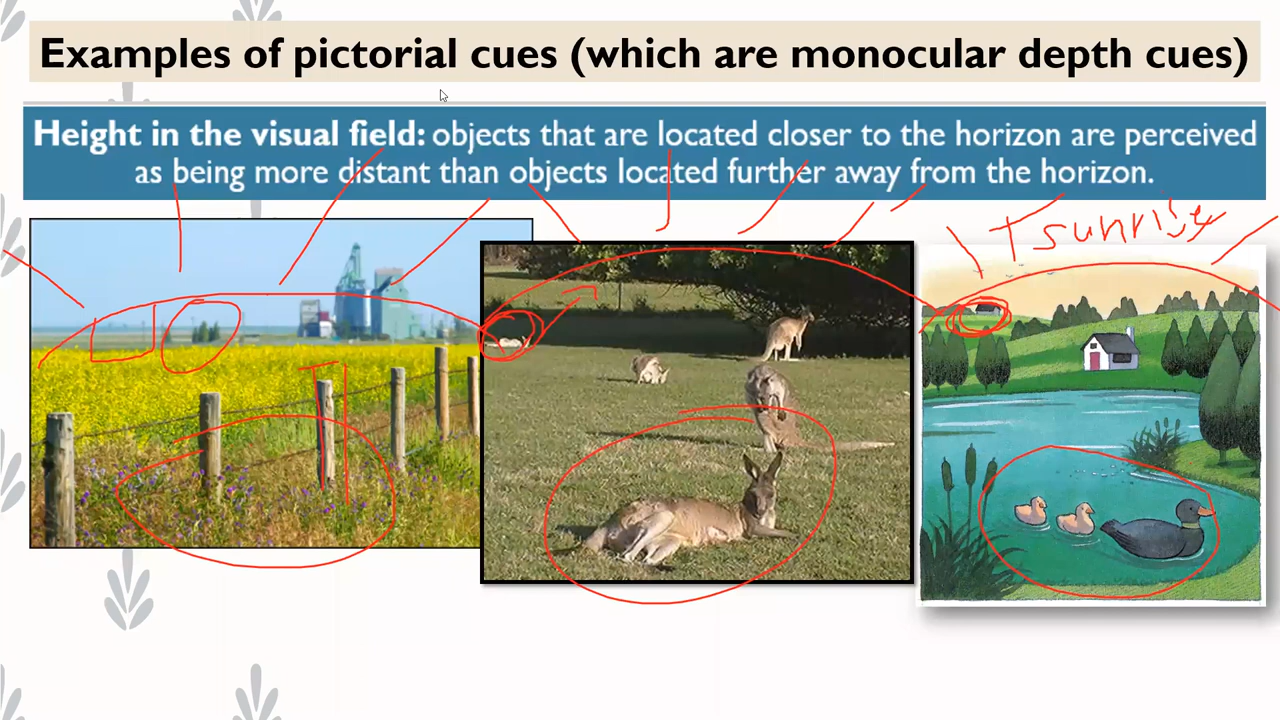 Examples of pictorial cues (which are monocular depth cues)
Height in the visual field: objects that are located closer to the horizon are perceived
as being more distant than objects located further away from the horizon.
sunrise